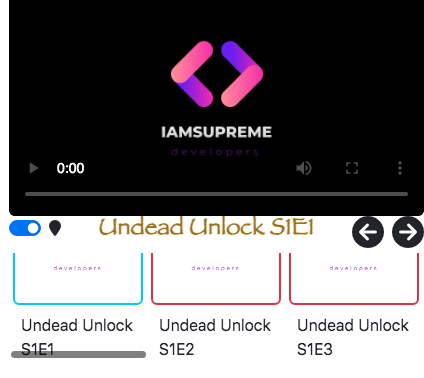 IAMSUPREME
developers
0:00
Undead Unlock S1E1
developers
developers
developers
Undead Unlock
S1E1
Undead Unlock
S1E2
Undead Unlock
S1E3